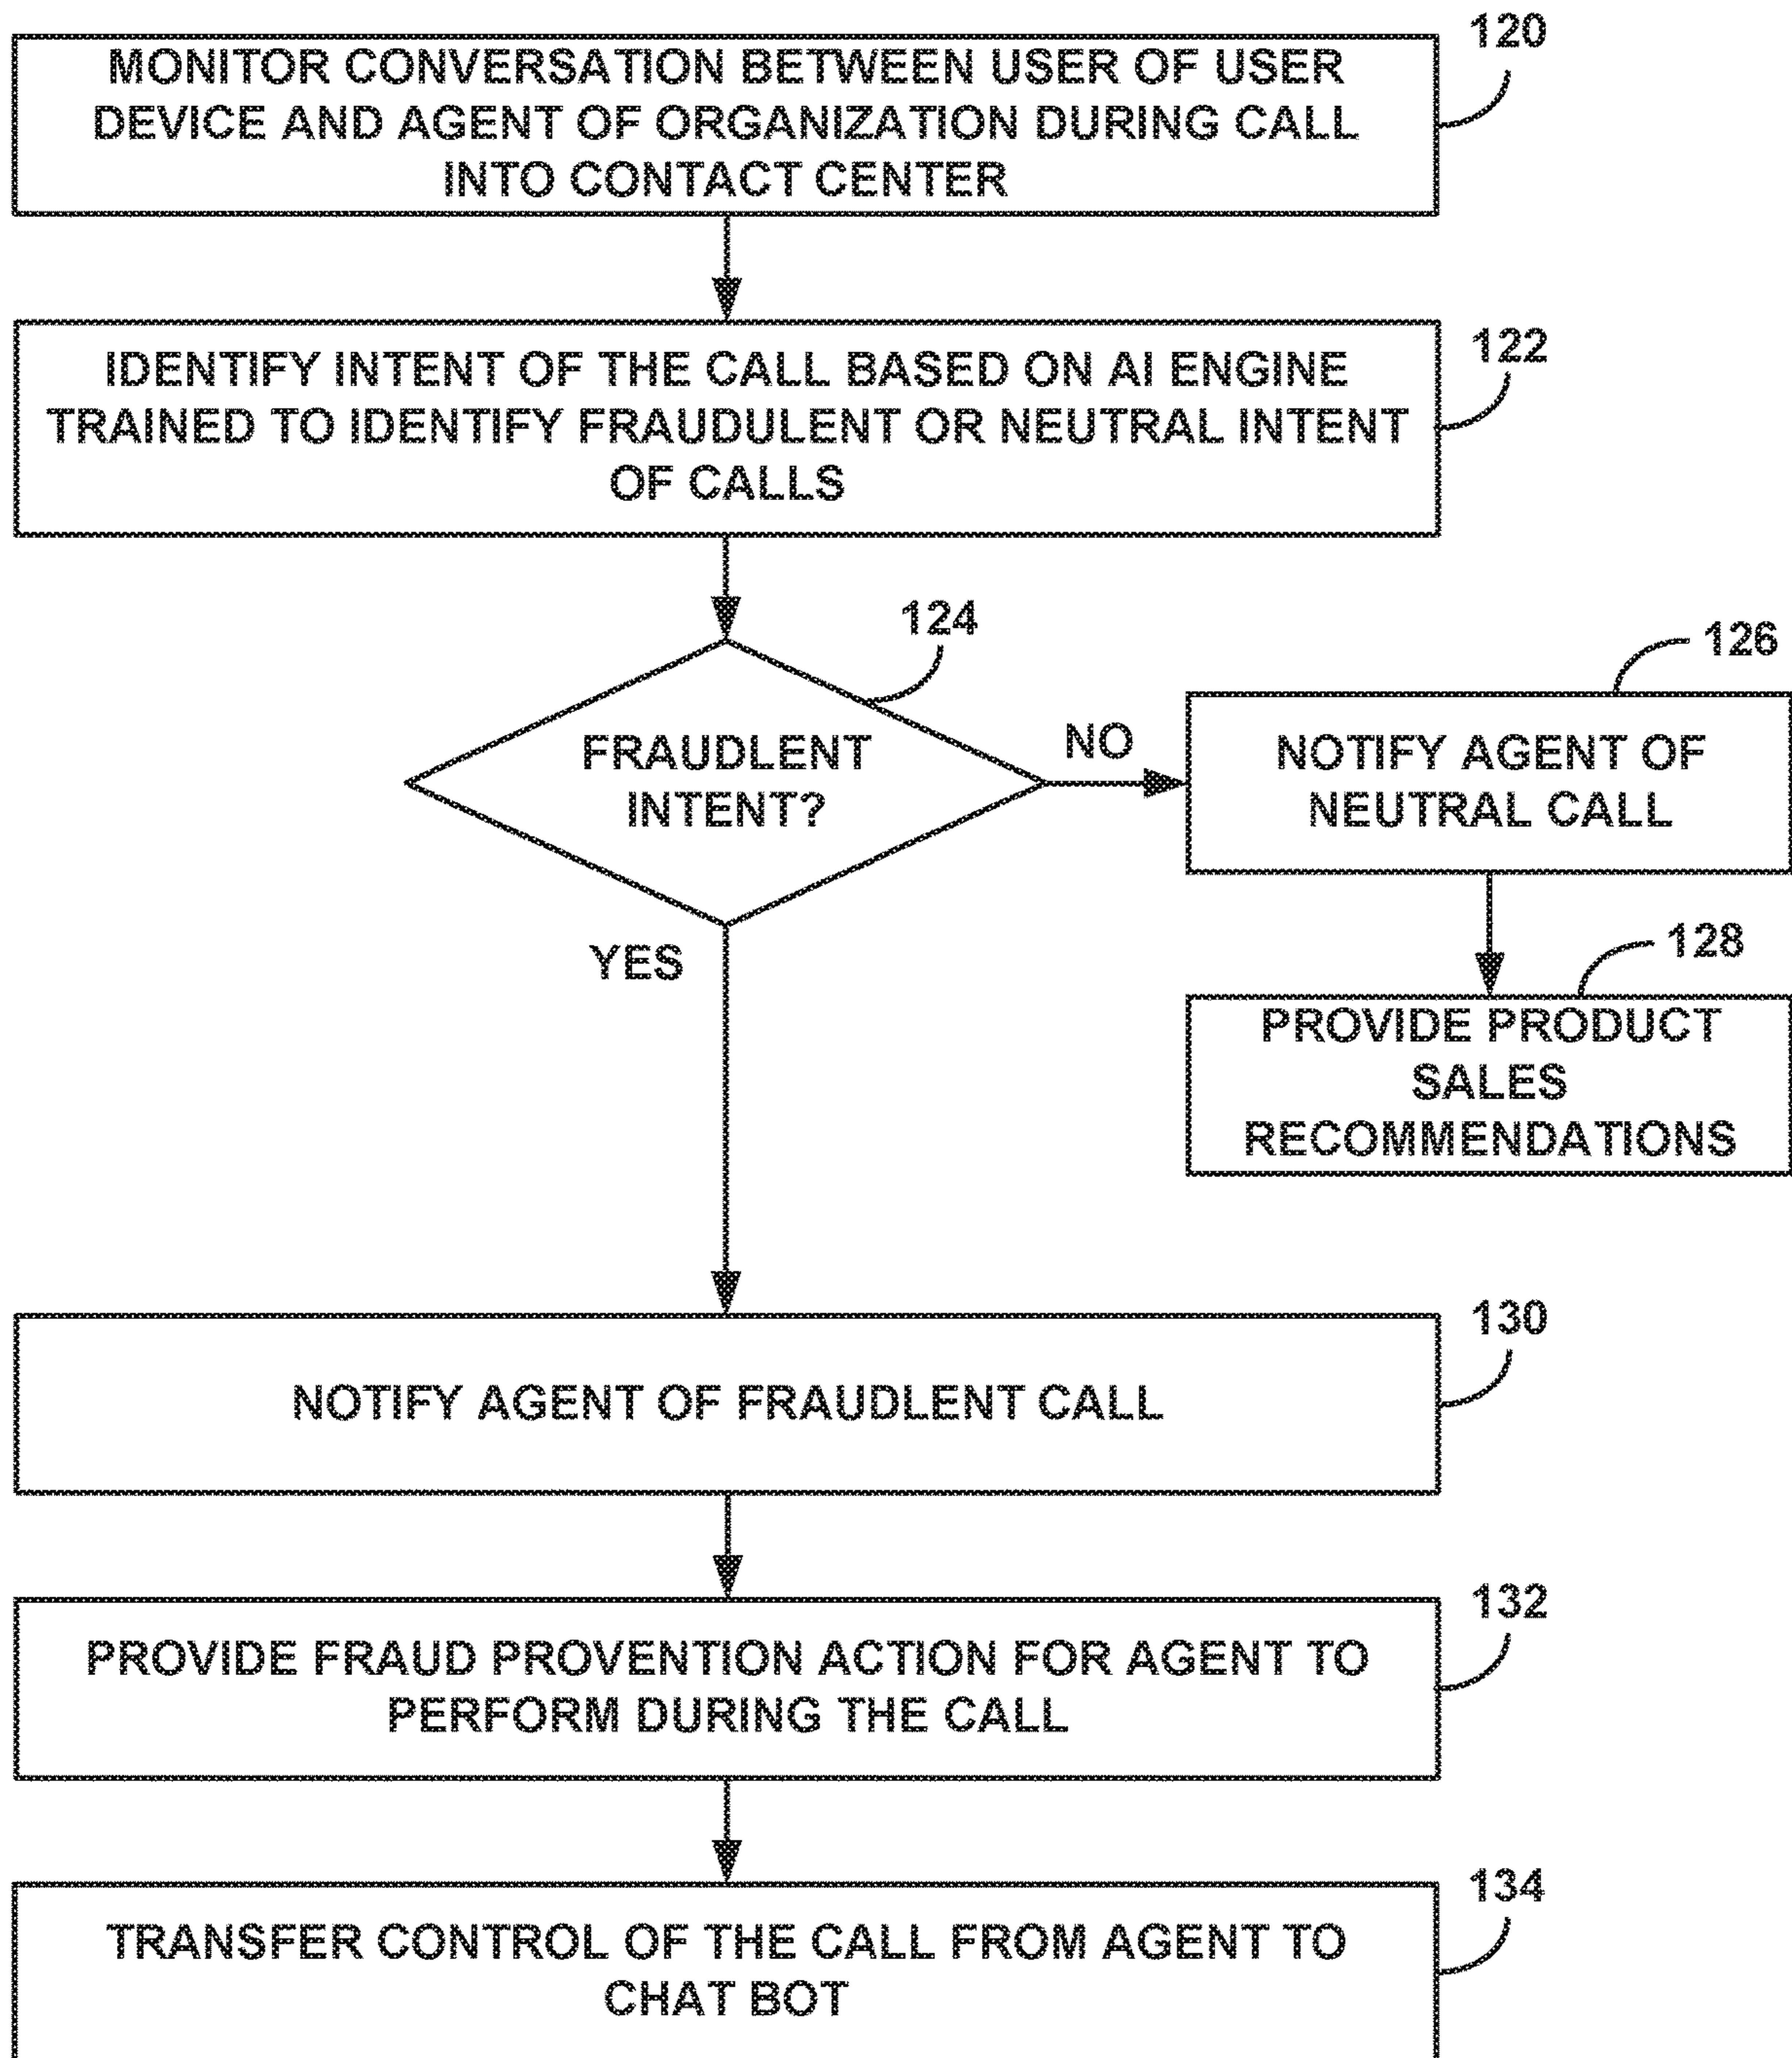 120
MONITOR CONVERSATION BETWEEN USER OF USER
DEVICE AND AGENT OF ORGANIZATION DURING CALL
INTO CONTACT CENTER
122
IDENTIFY INTENT OF THE CALL BASED ON AI ENGINE
TRAINED TO IDENTIFY FRAUDULENT OR NEUTRAL INTENT
OF CALLS
124
FRAUDLENT
INTENT?
NO
126
NOTIFY AGENT OF
NEUTRAL CALL
YES
128
PROVIDE PRODUCT
SALES
RECOMMENDATIONS
130
NOTIFY AGENT OF FRAUDLENT CALL
132
PROVIDE FRAUD PROVENTION ACTION FOR AGENT TO
PERFORM DURING THE CALL
134
TRANSFER CONTROL OF THE CALL FROM AGENT TO
CHAT BOT